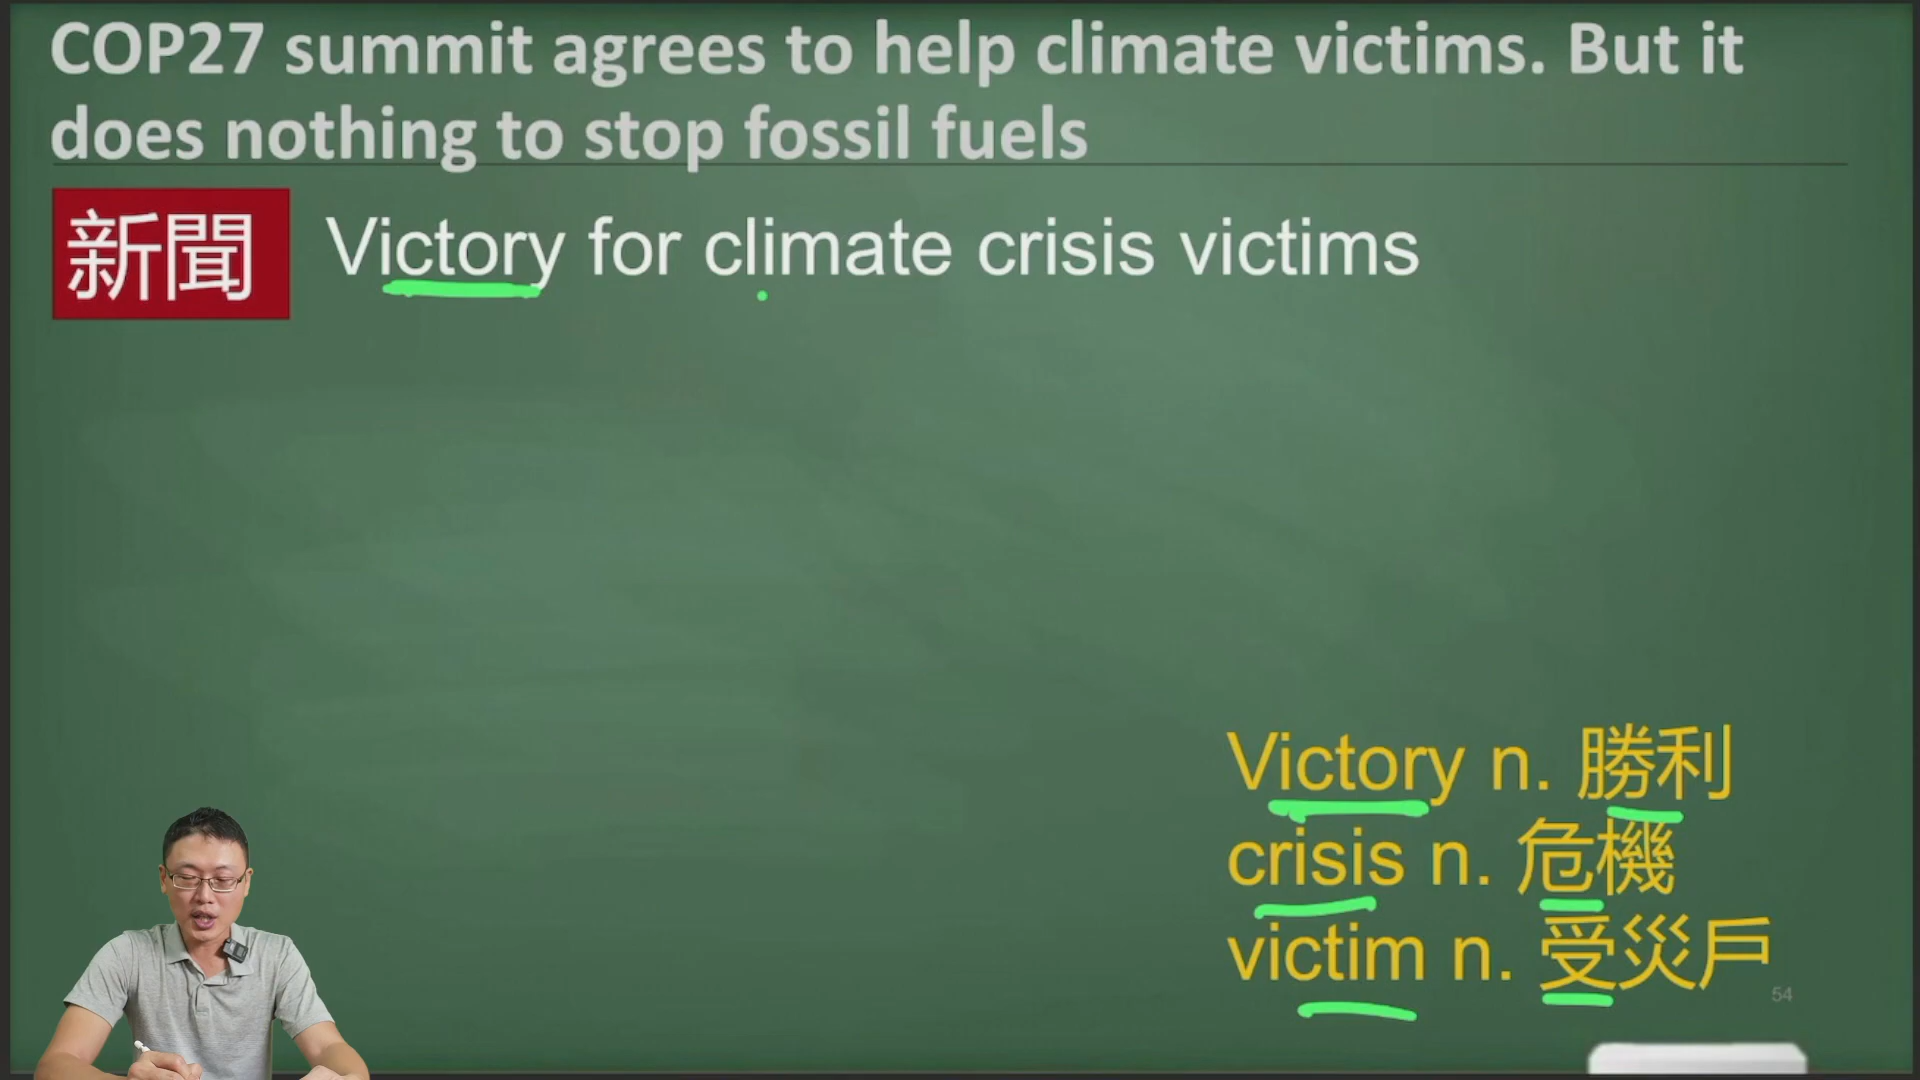 COP27 summit agrees to help climate victims. But it
does nothing to stop fossil fuels
新聞 Victory for climate crisis victims
Victory n. 勝利
crisis n. 危機
victim n. 受災戶
54